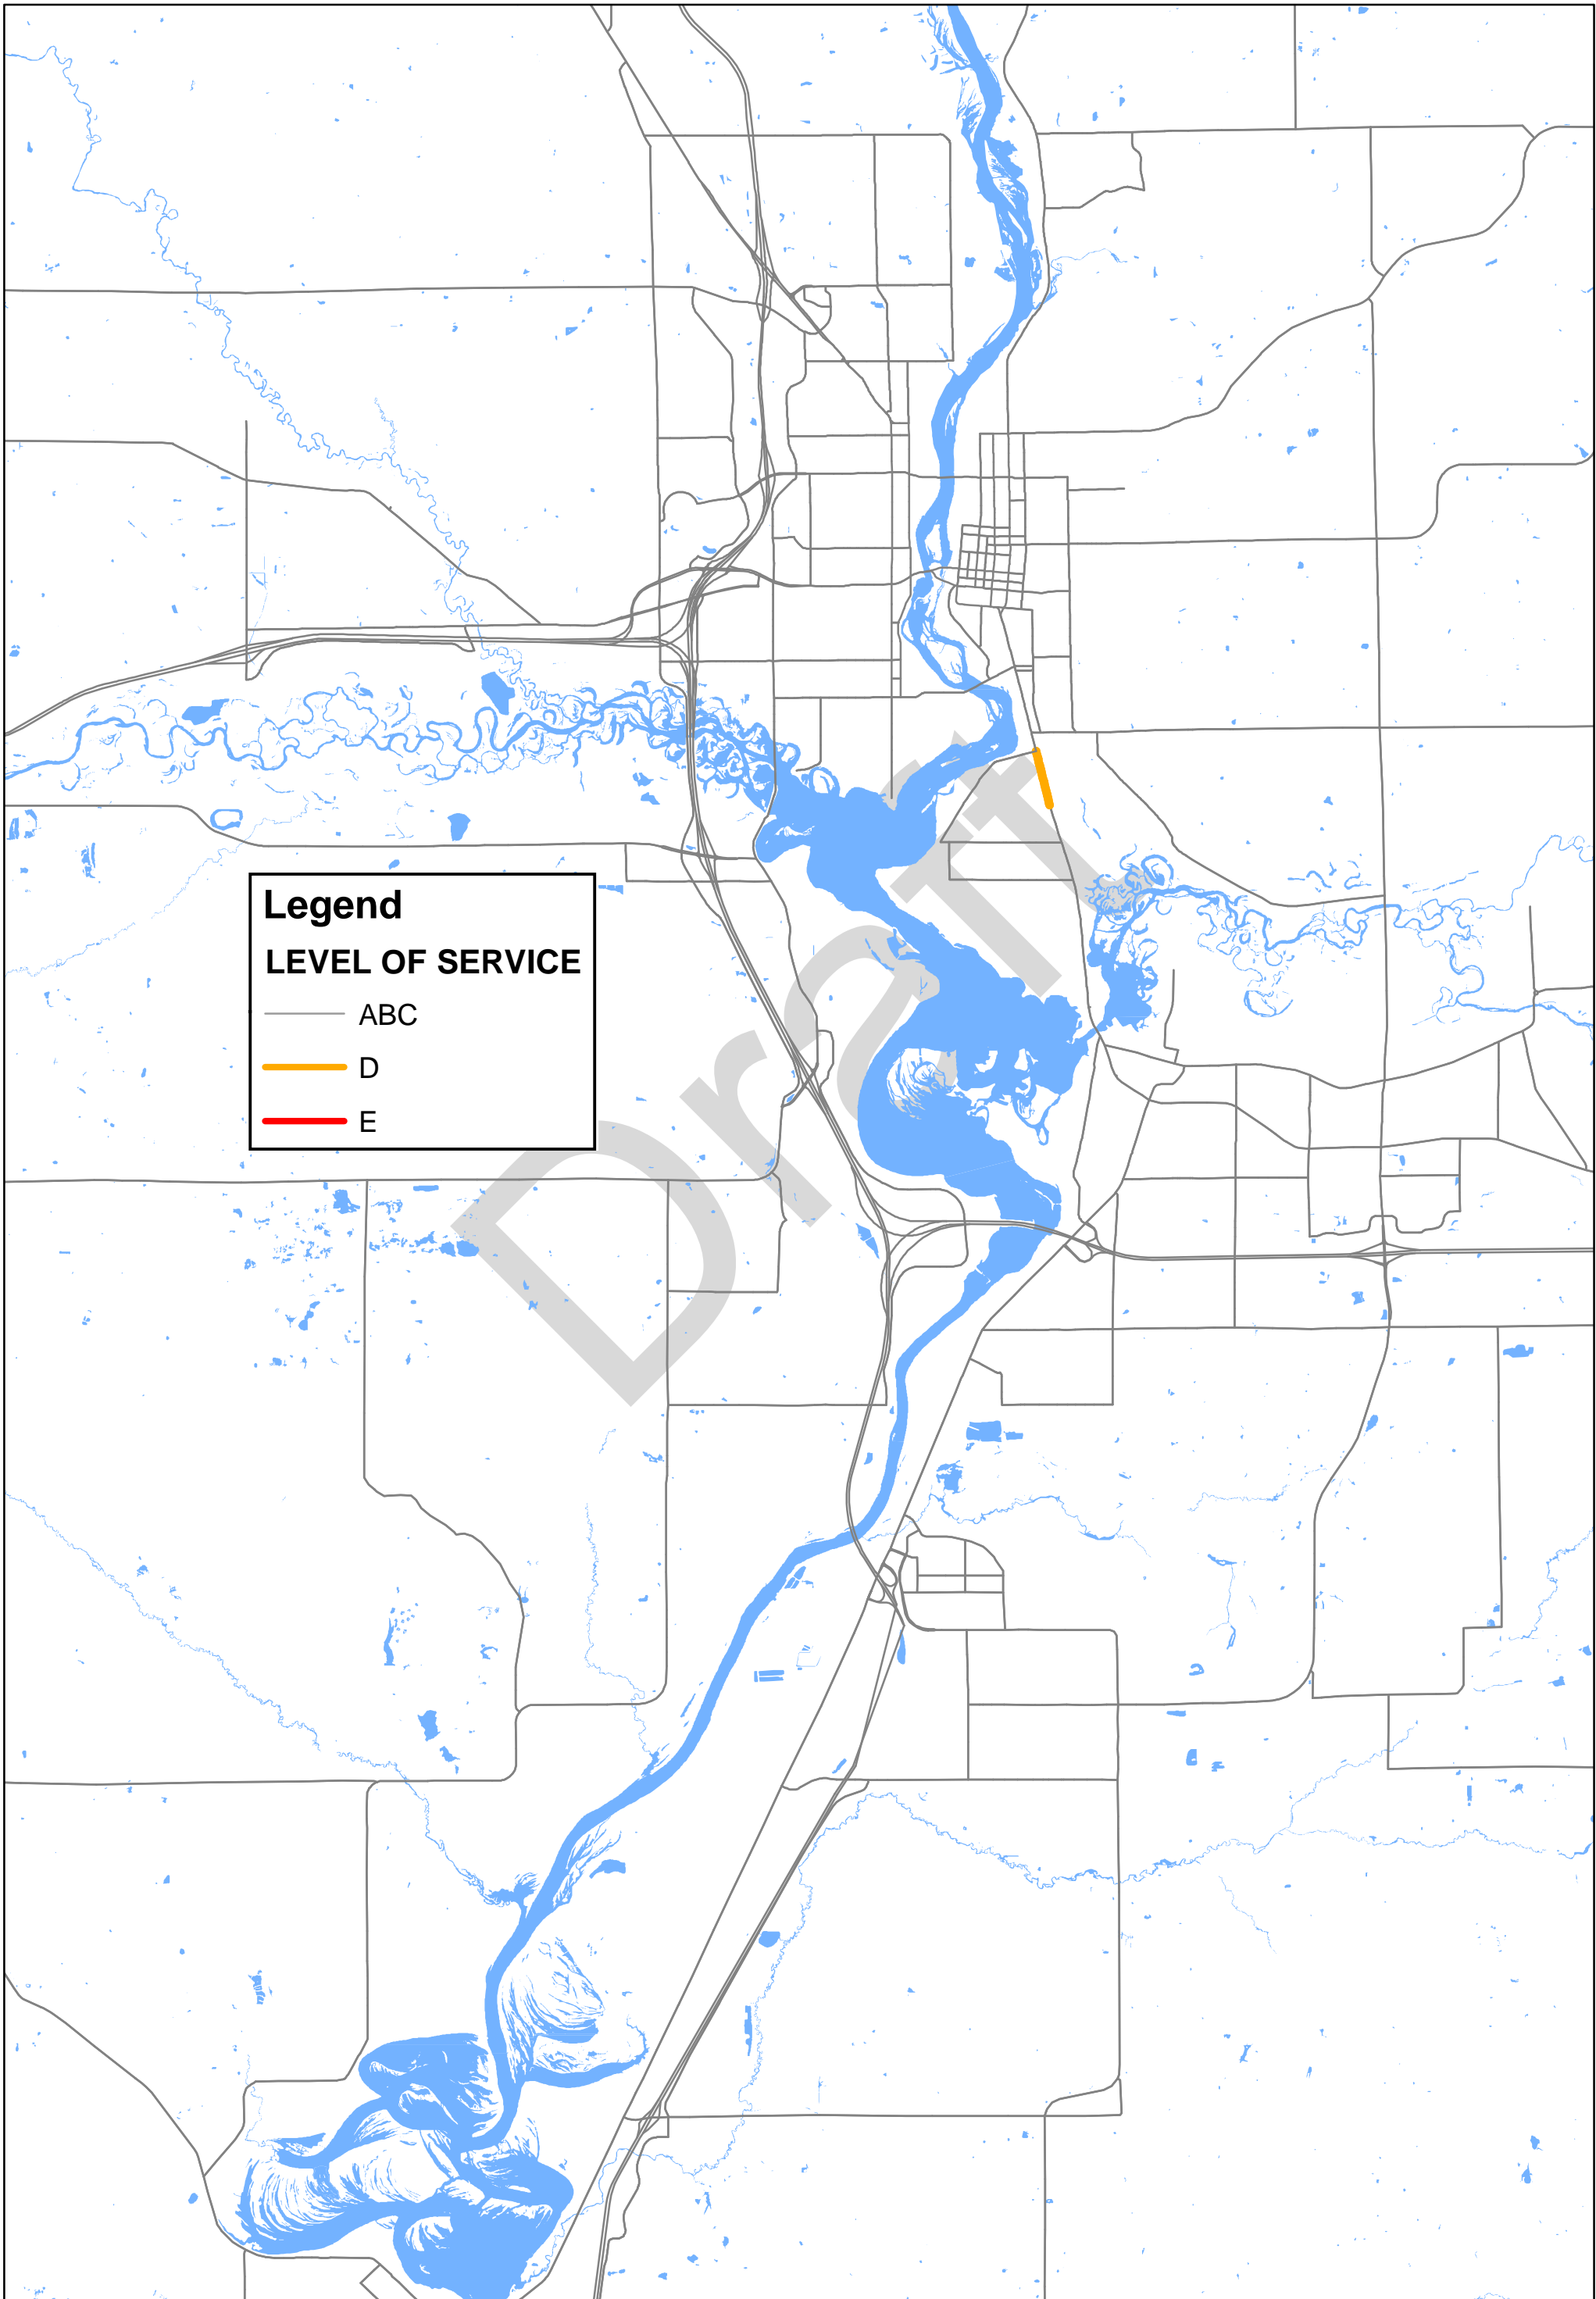 Legend
LEVEL OF SERVICE
ABC
D
E
Draft